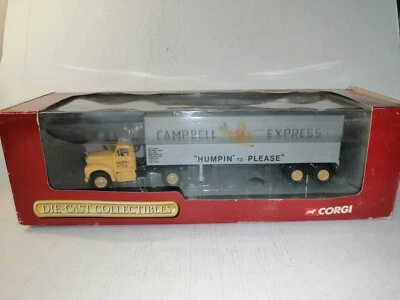 CAMPBELL EXPRESS
"HUMPIN' TO PLEASE"
DIE-CAST COLLECTIBLES
CORGI